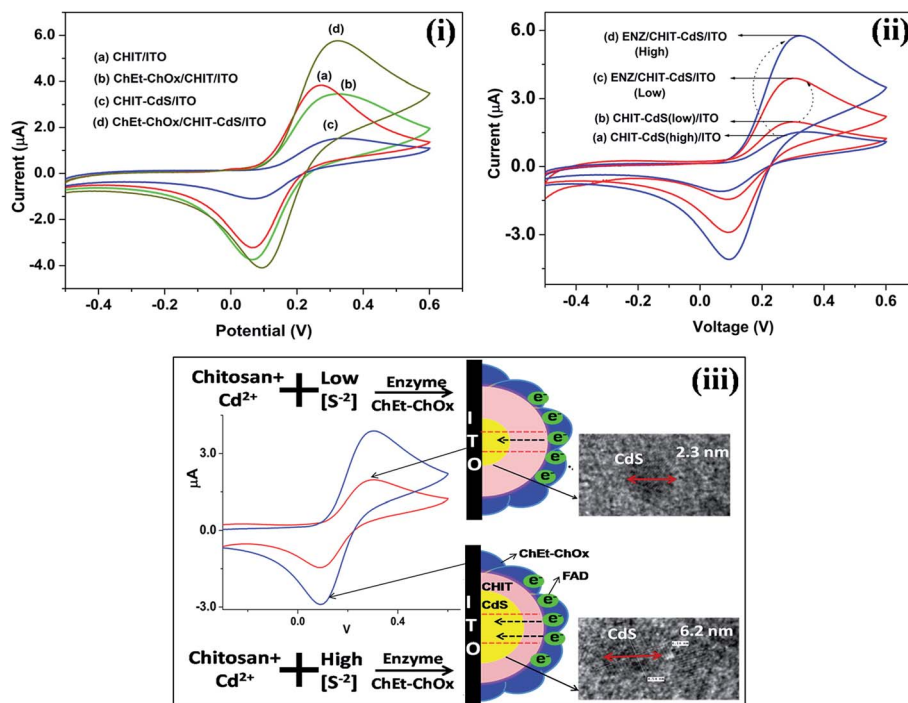 (i)
(a) CHIT/ITO
(b) ChEt-ChOx/CHIT/ITO
(c) CHIT-CdS/ITO
(d) ChEt-ChOx/CHIT-CdS/ITO
(d)
(a)
(b)
(c)
Current (µA)
6.0
4.0
2.0
0.0
-2.0
-4.0
-0.4
-0.2
0.0
0.2
0.4
0.6
Potential (V)
(ii)
(d) ENZ/CHIT-CdS/ITO
(High)
(c) ENZ/CHIT-CdS/ITO
(Low)
(b) CHIT-CdS(low)/ITO
(a) CHIT-CdS(high)/ITO
Current (µA)
6.0
3.0
0.0
-3.0
-0.4
-0.2
0.0
0.2
0.4
0.6
Voltage (V)
(iii)
Chitosan+ Cd2+ + Low [S-2]
Enzyme
ChEt-ChOx
µA
3.0
0.0
-3.0
0.0
0.4
V
ITO
e-
e-
e-
e-
e-
CdS
2.3 nm
ChEt-ChOx
FAD
CHIT
CdS
ITO
e-
e-
e-
e-
e-
CdS
6.2 nm
Chitosan+ Cd2+ + High [S-2]
Enzyme
ChEt-ChOx